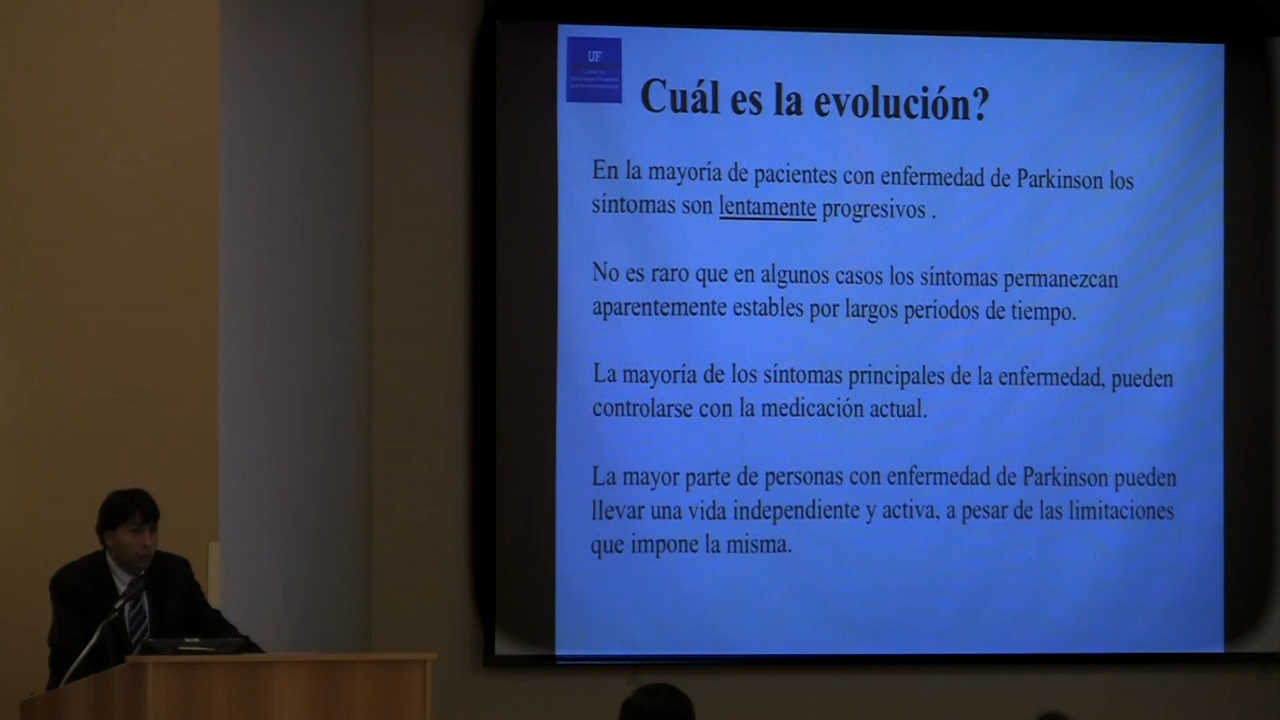 UF
Cuál es la evolución?
En la mayoría de pacientes con enfermedad de Parkinson los
síntomas son lentamente progresivos .
No es raro que en algunos casos los síntomas permanezcan
aparentemente estables por largos períodos de tiempo.
La mayoría de los síntomas principales de la enfermedad, pueden
controlarse con la medicación actual.
La mayor parte de personas con enfermedad de Parkinson pueden
llevar una vida independiente y activa, a pesar de las limitaciones
que impone la misma.